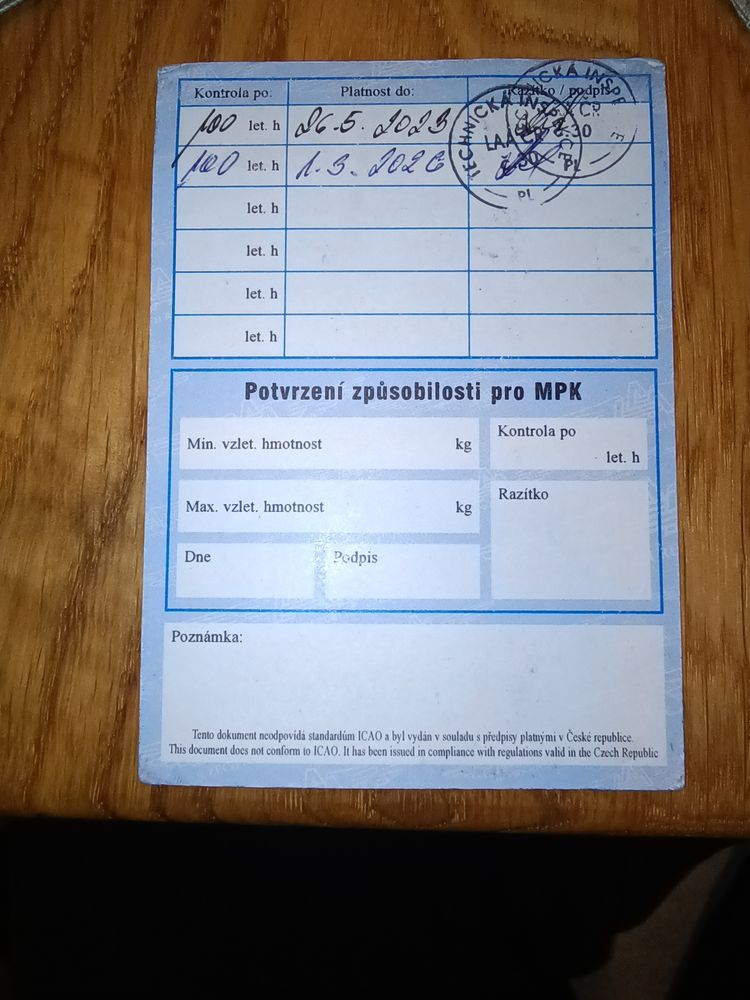 Kontrola po: Platnost do: Razítko / podpis
100 let. h 26.5. 2023
100 let. h 1.3. 2026
let. h
let. h
let. h
let. h
TECHNICKÁ INSPEKCE
LAA ČR
PL
Potvrzení způsobilosti pro MPK
Min. vzlet. hmotnost kg
Kontrola po
let. h
Max. vzlet. hmotnost kg
Razítko
Dne Podpis
Poznámka:
Tento dokument neodpovídá standardům ICAO a byl vydán v souladu s předpisy platnými v České republice.
This document does not conform to ICAO. It has been issued in compliance with regulations valid in the Czech Republic